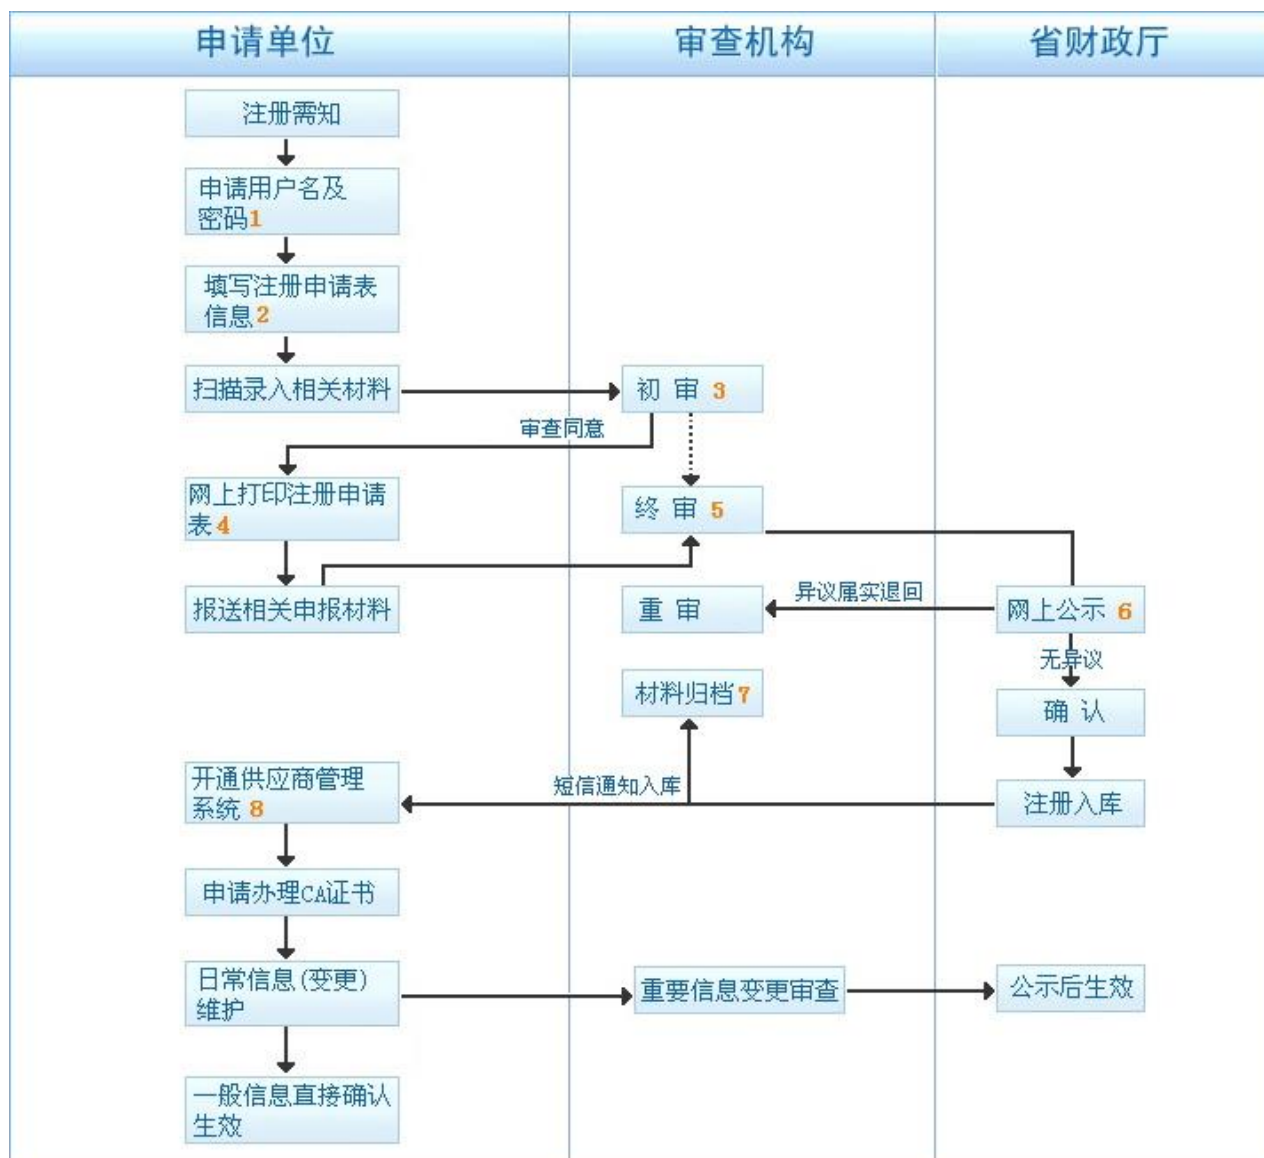 申请单位
审查机构
省财政厅
注册需知
申请用户名及
密码1
填写注册申请表
信息2
扫描录入相关材料
初 审 3
审查同意
网上打印注册申请
表4
终 审 5
报送相关申报材料
重 审
异议属实退回
网上公示 6
无异议
材料归档7
确 认
开通供应商管理
系统 8
短信通知入库
注册入库
申请办理CA证书
日常信息(变更)
维护
重要信息变更审查
公示后生效
一般信息直接确认
生效